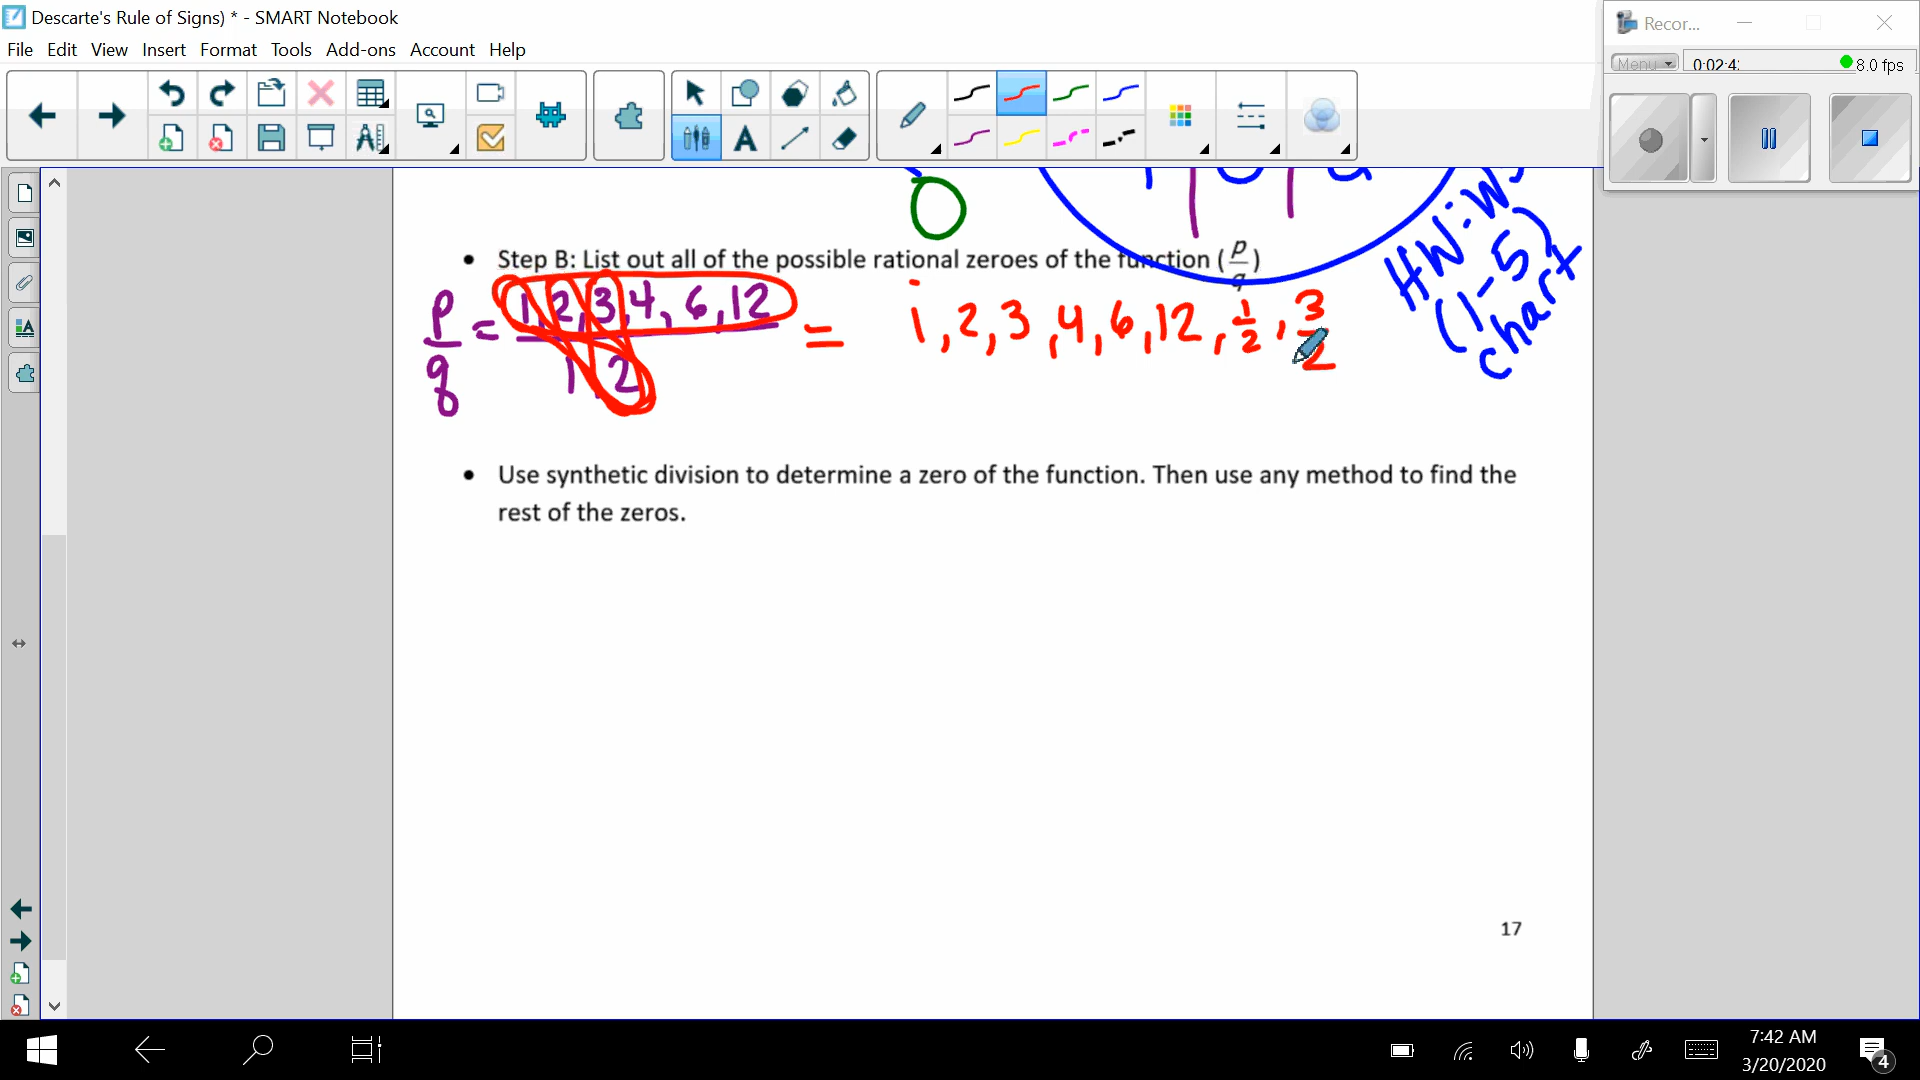 Descarte's Rule of Signs) * - SMART Notebook
File Edit View Insert Format Tools Add-ons Account Help
Recor...
Menu 0:02:4 8.0 fps
HW: W
(1-5)
chart
• Step B: List out all of the possible rational zeroes of the function (p/q)
p/q = 1, 2, 3, 4, 6, 12 / 1, 2 = 1, 2, 3, 4, 6, 12, 1/2, 3/2
• Use synthetic division to determine a zero of the function. Then use any method to find the
rest of the zeros.
17
7:42 AM
3/20/2020
4